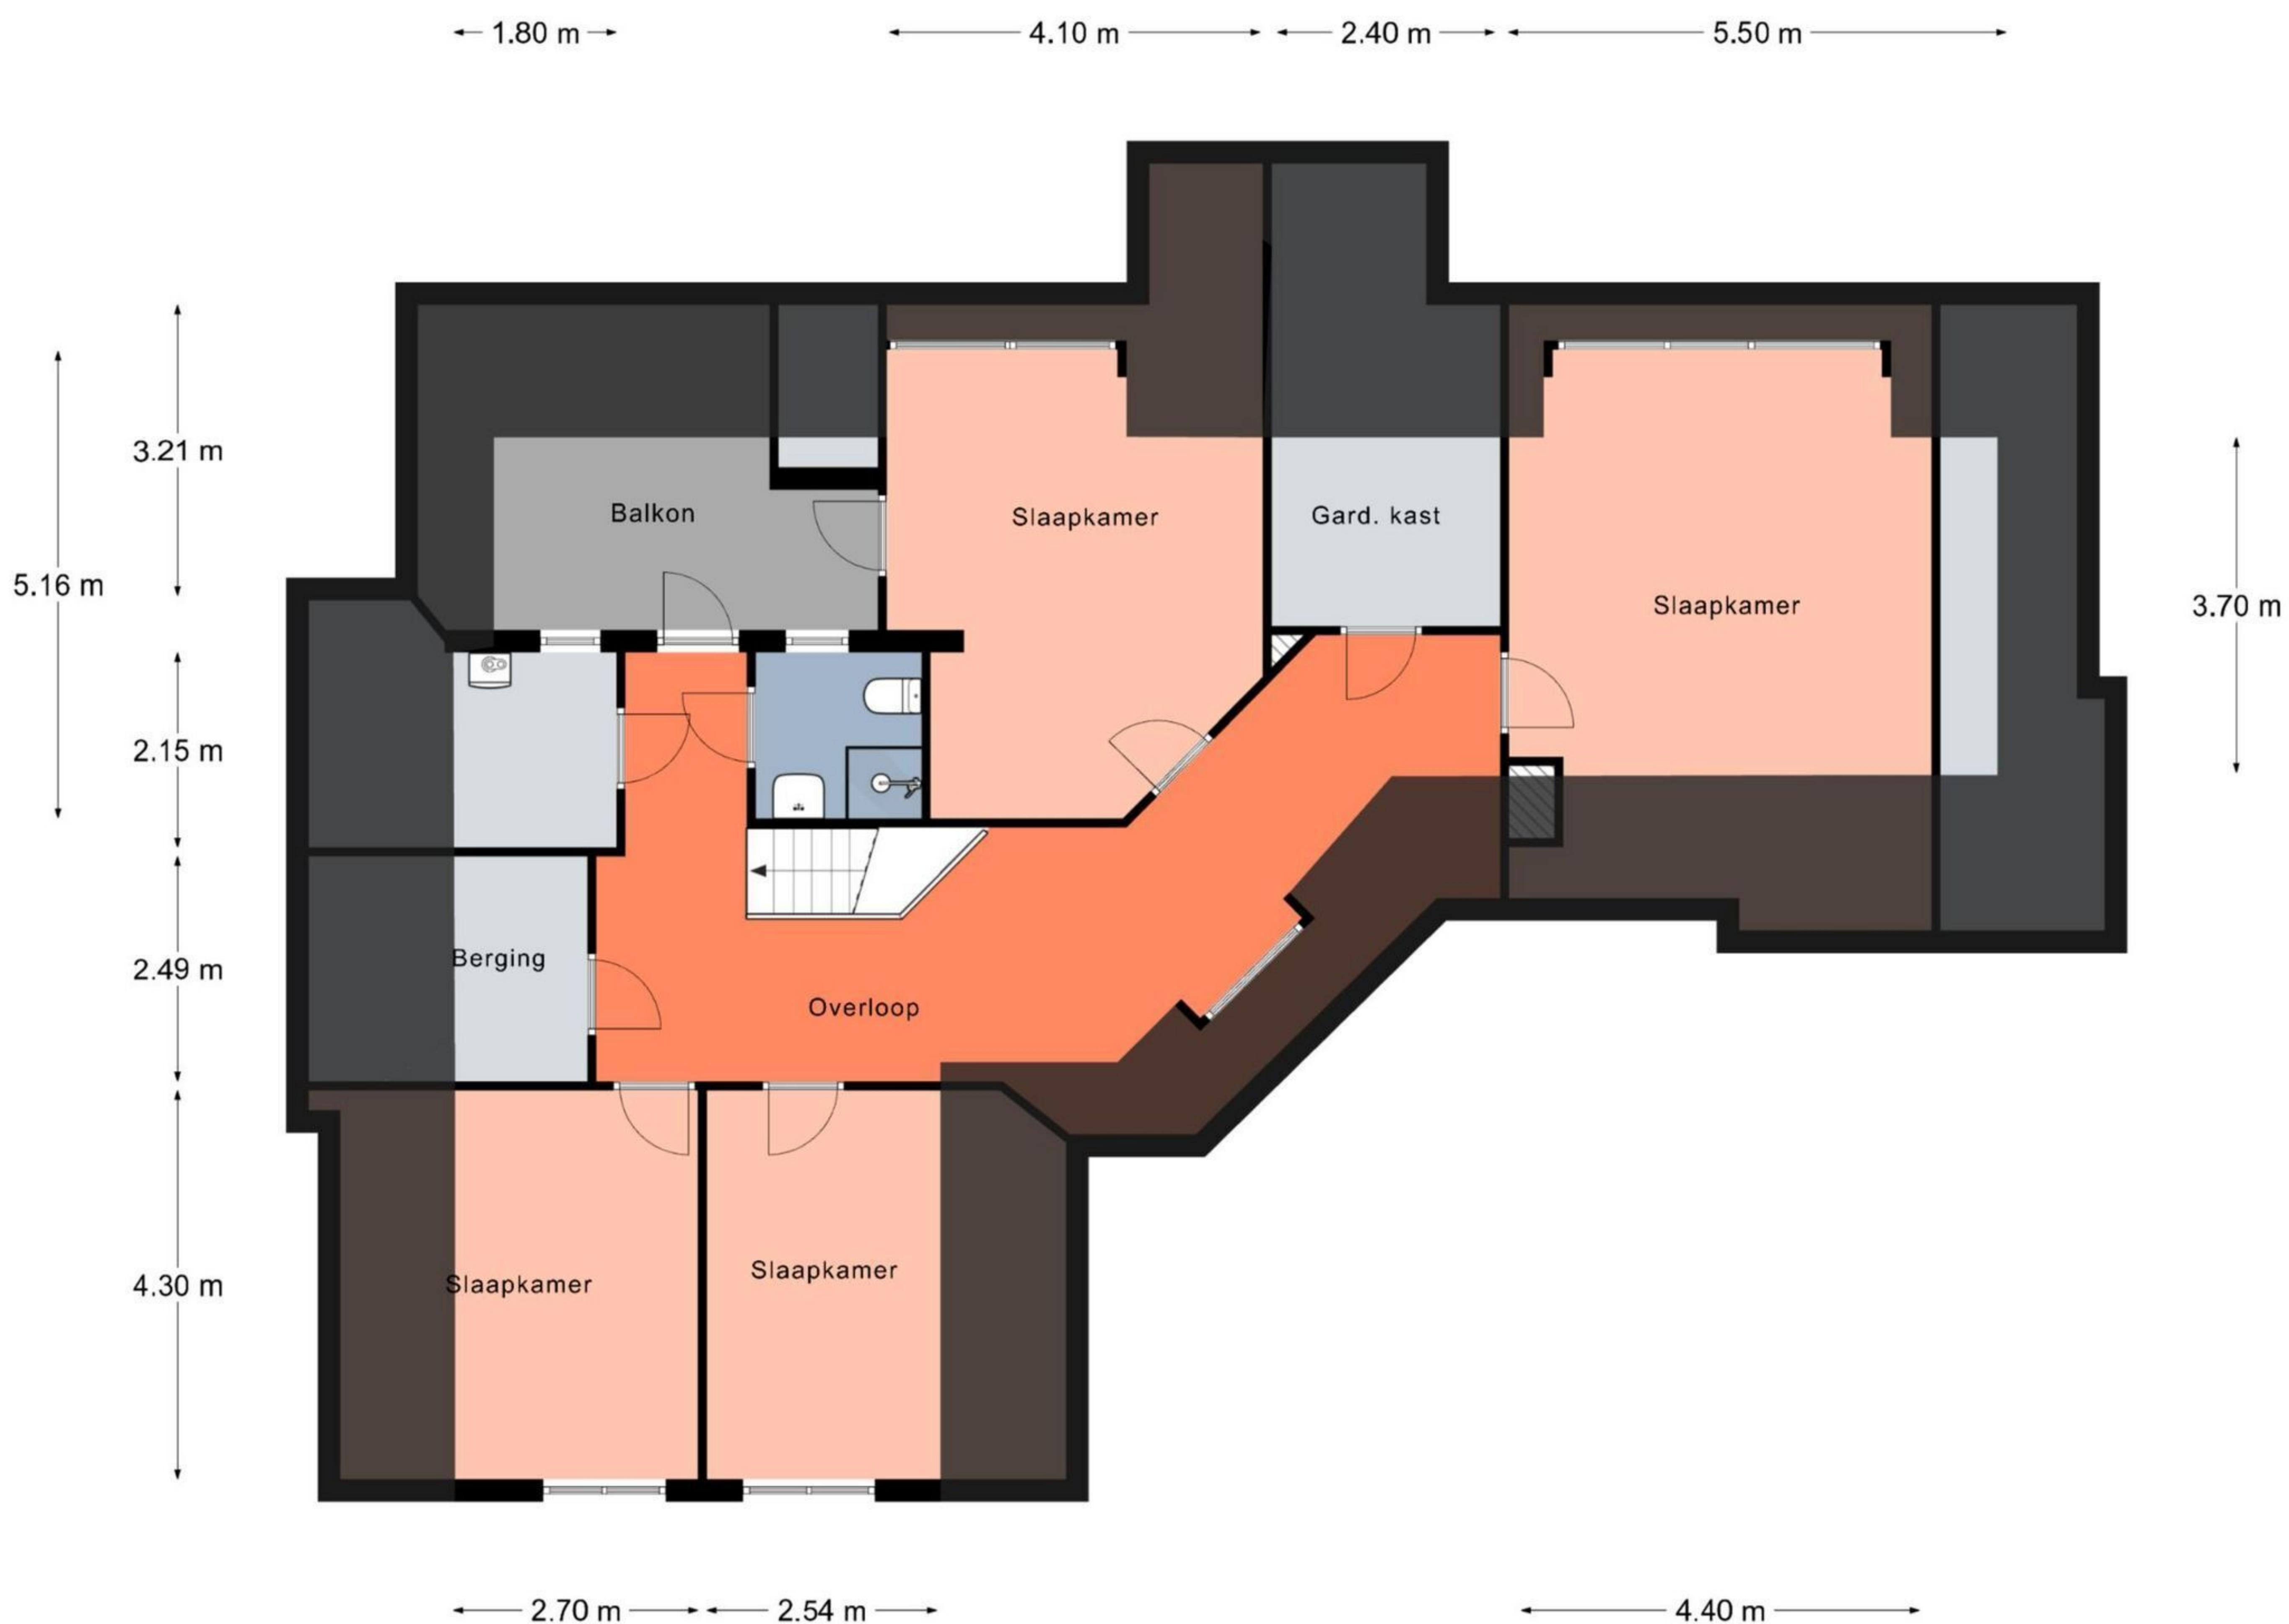 1.80 m
4.10 m
2.40 m
5.50 m
3.21 m
5.16 m
Balkon
Slaapkamer
Gard. kast
Slaapkamer
3.70 m
2.15 m
2.49 m
Berging
Overloop
4.30 m
Slaapkamer
Slaapkamer
2.70 m
2.54 m
4.40 m